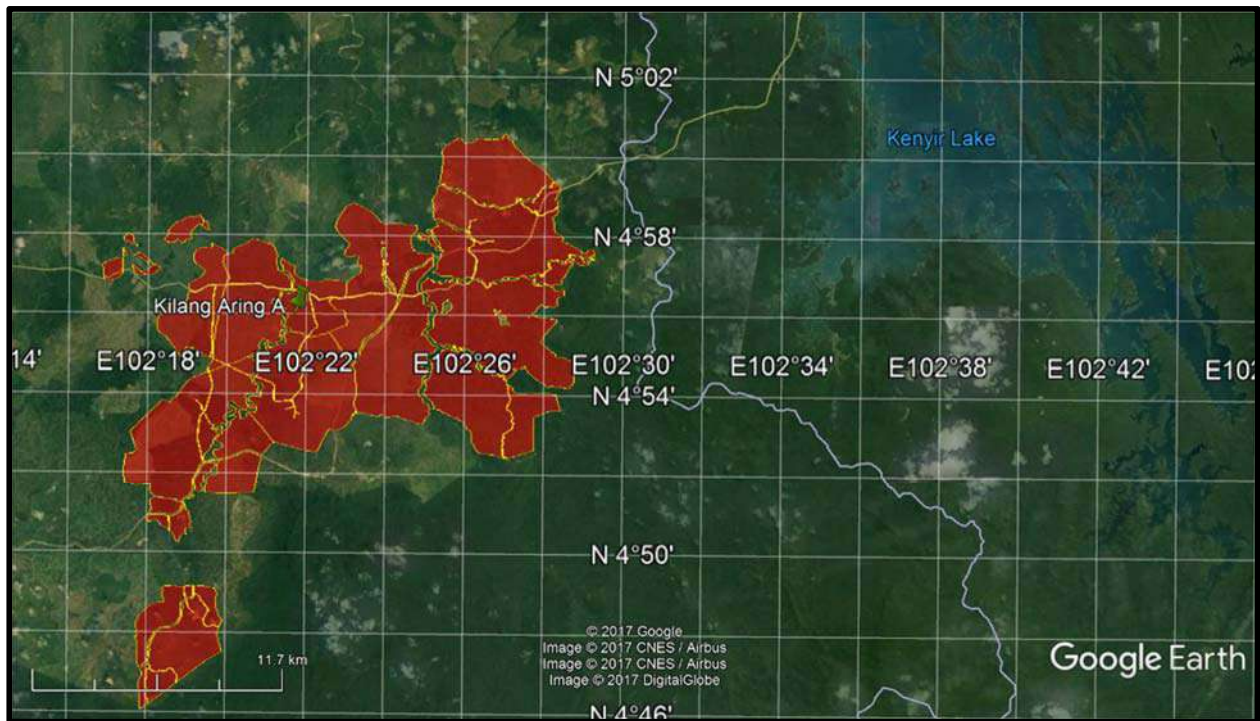 N 5°02'
Kenyir Lake
N 4°58'
Kilang Aring A
14' E102°18' E102°22' E102°26' E102°30' E102°34' E102°38' E102°42' E102
N 4°54'
N 4°50'
© 2017 Google
Image © 2017 CNES / Airbus
Image © 2017 CNES / Airbus
Image © 2017 DigitalGlobe
11.7 km
Google Earth
N 4°46'